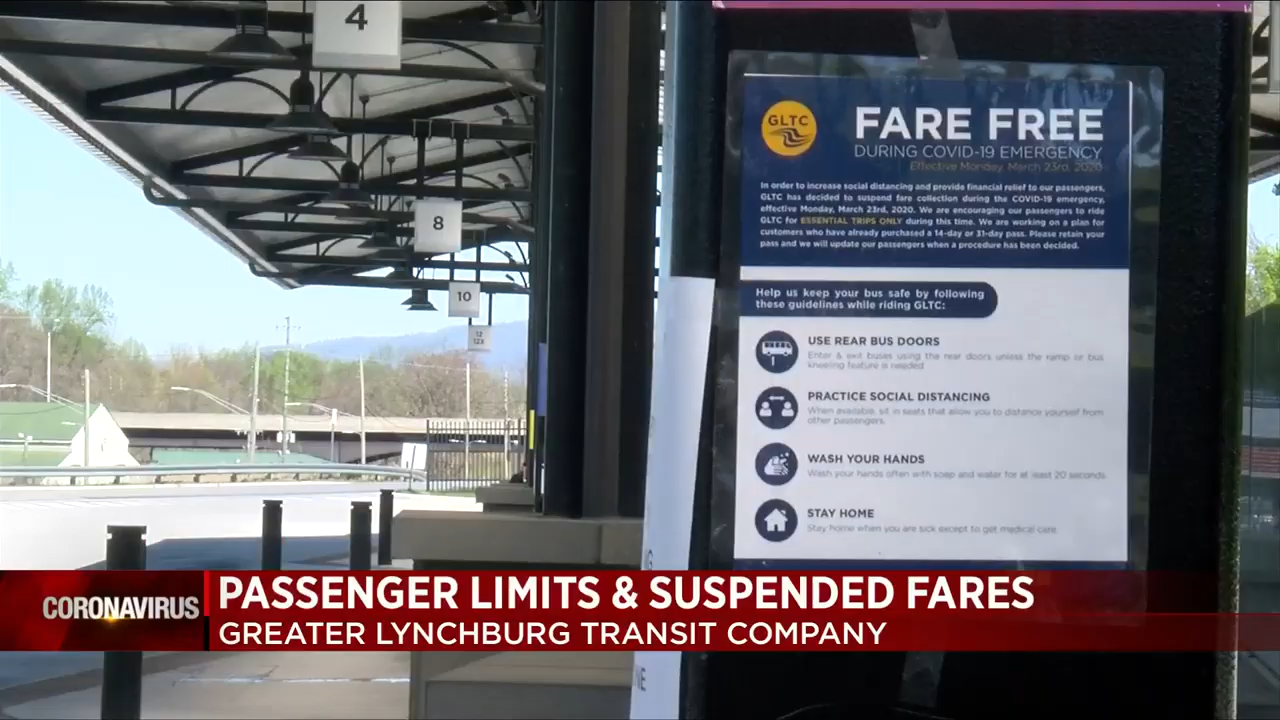 4
8
10
12
12X
GLTC
FARE FREE
DURING COVID-19 EMERGENCY
Effective Monday, March 23rd, 2020
In order to increase social distancing and provide financial relief to our passengers,
GLTC has decided to suspend fare collection during the COVID-19 emergency,
effective Monday, March 23rd, 2020. We are encouraging our passengers to ride
GLTC for ESSENTIAL TRIPS ONLY during this time. We are working on a plan for
customers who have already purchased a 14-day or 31-day pass. Please retain your
pass and we will update our passengers when a procedure has been decided.
Help us keep your bus safe by following
these guidelines while riding GLTC:
USE REAR BUS DOORS
Enter & exit buses using the rear doors unless the ramp or bus
kneeling feature is needed
PRACTICE SOCIAL DISTANCING
When available, sit in seats that allow you to distance yourself from
other passengers.
WASH YOUR HANDS
Wash your hands often with soap and water for at least 20 seconds
STAY HOME
Stay home when you are sick except to get medical care.
CORONAVIRUS
PASSENGER LIMITS & SUSPENDED FARES
GREATER LYNCHBURG TRANSIT COMPANY